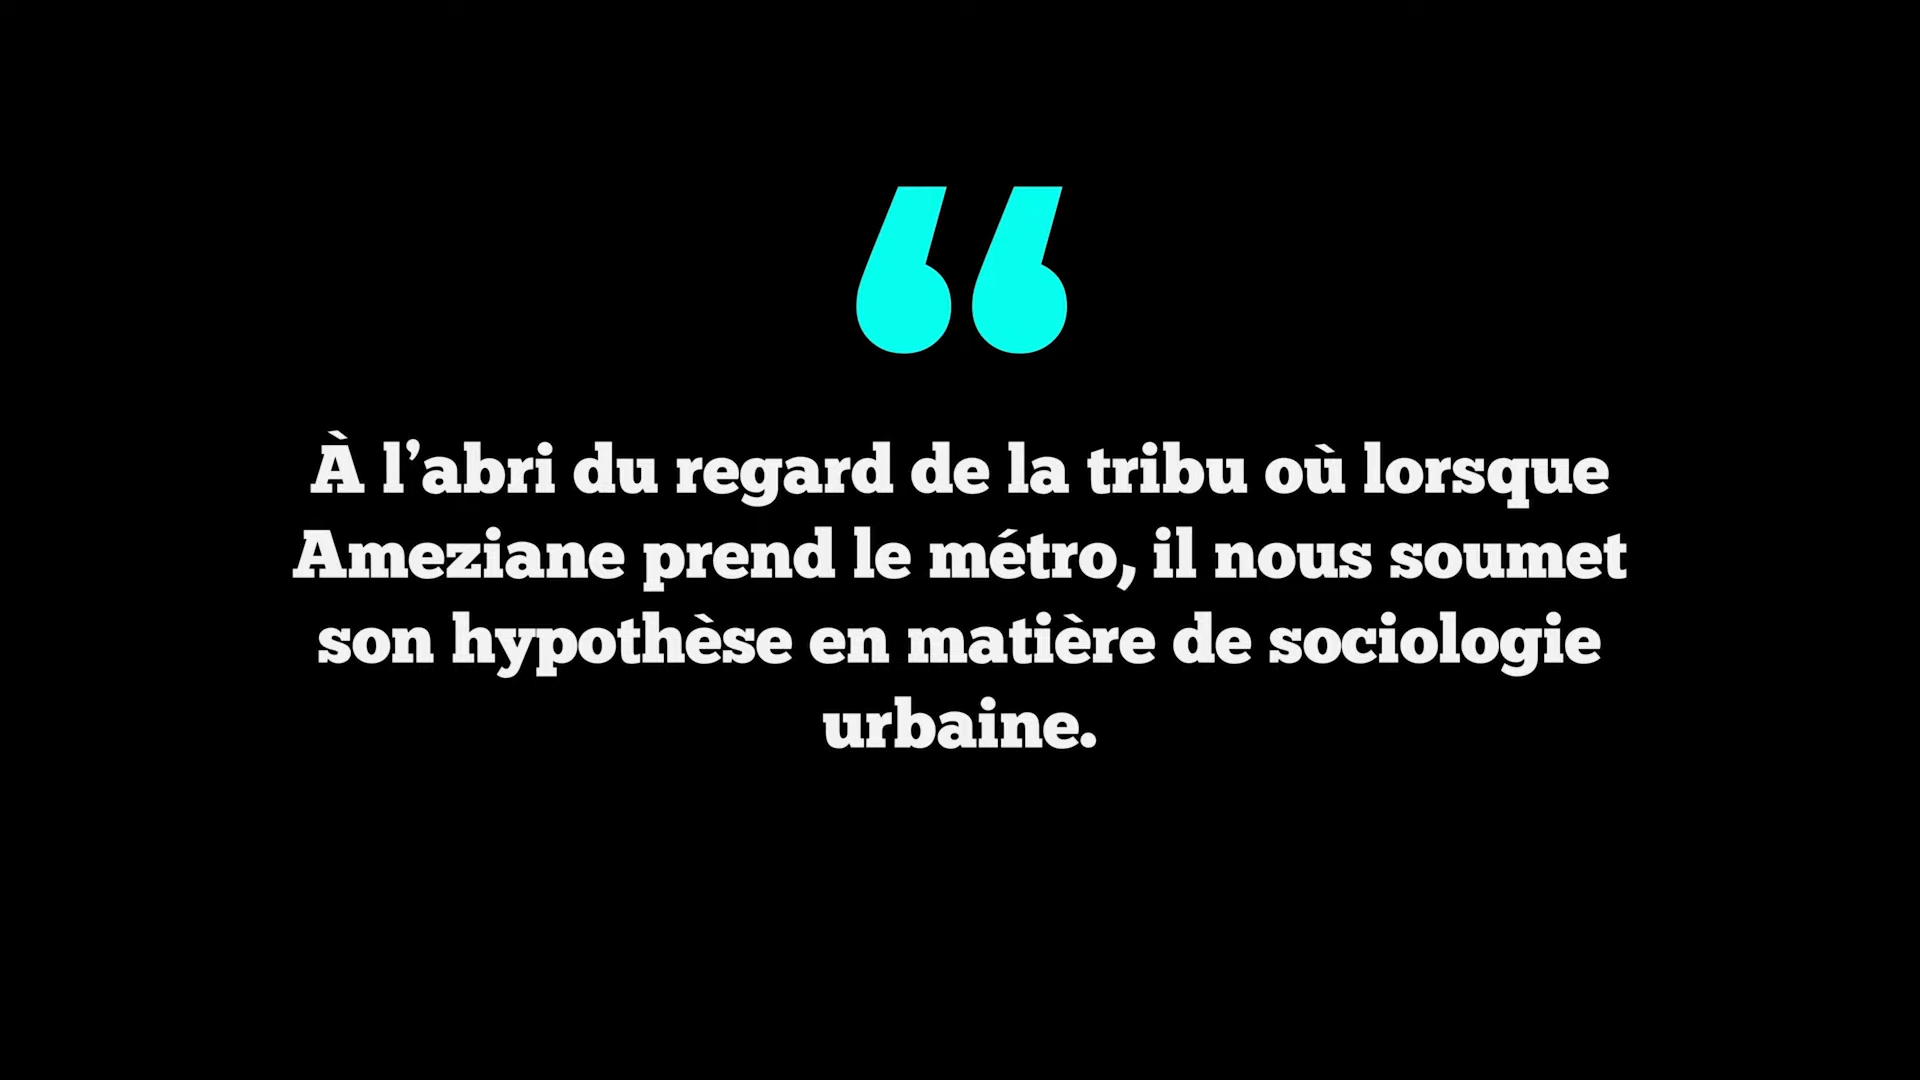 “
À l’abri du regard de la tribu où lorsque
Ameziane prend le métro, il nous soumet
son hypothèse en matière de sociologie
urbaine.